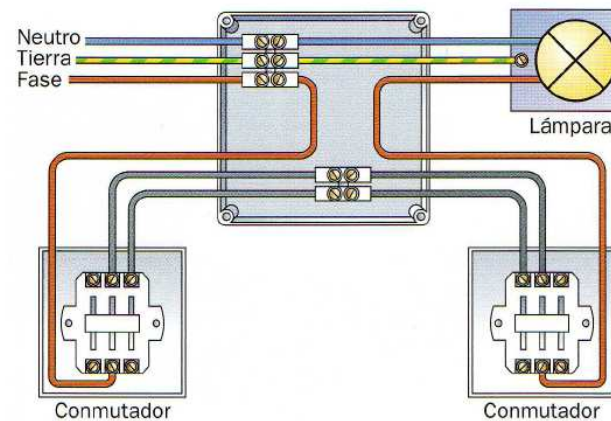 Neutro
Tierra
Fase
Lámpara
Conmutador
Conmutador